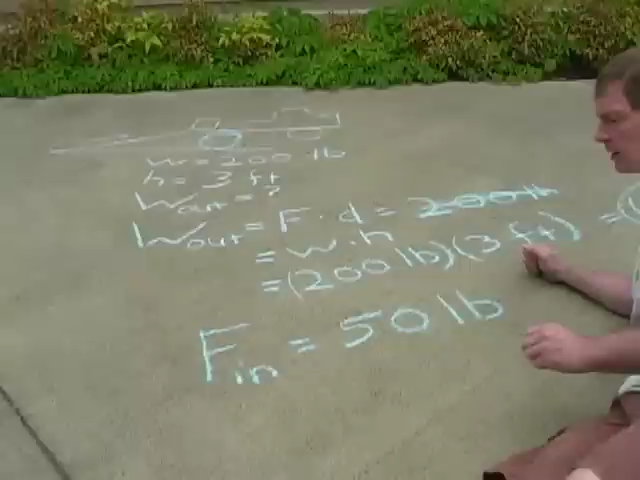 w = 200 lb
h = 3 ft
Wout = ?
Wout = F · d = 200 lb
= w · h
= (200 lb)(3 ft) = (
Fin = 50 lb